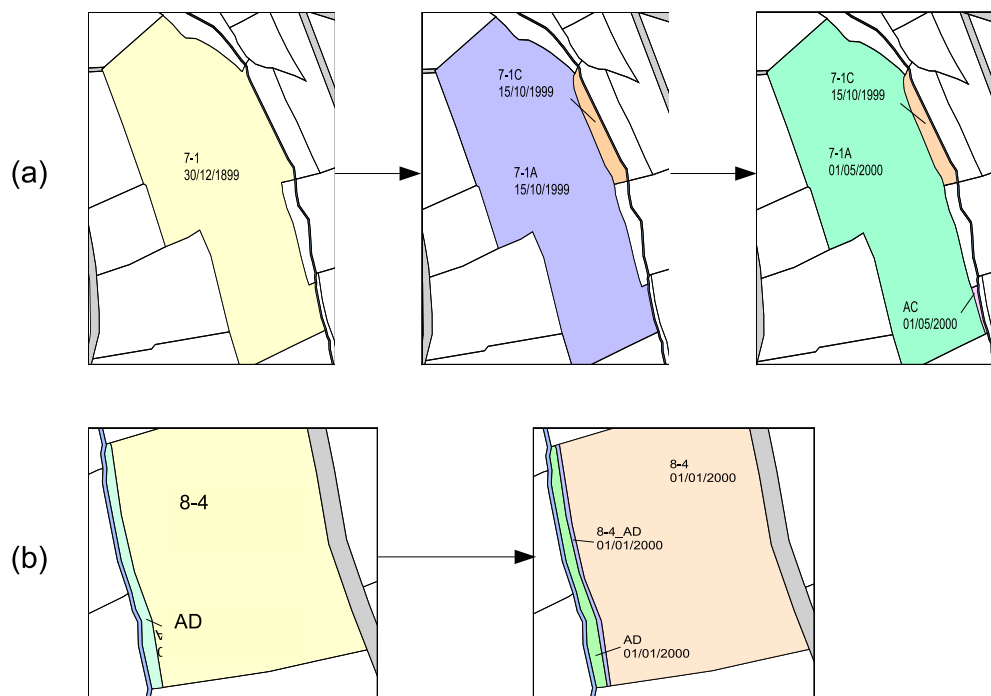 (a)
7-1
30/12/1899
7-1C
15/10/1999
7-1A
15/10/1999
7-1C
15/10/1999
7-1A
01/05/2000
AC
01/05/2000
(b)
8-4
AD
8-4
01/01/2000
8-4_AD
01/01/2000
AD
01/01/2000